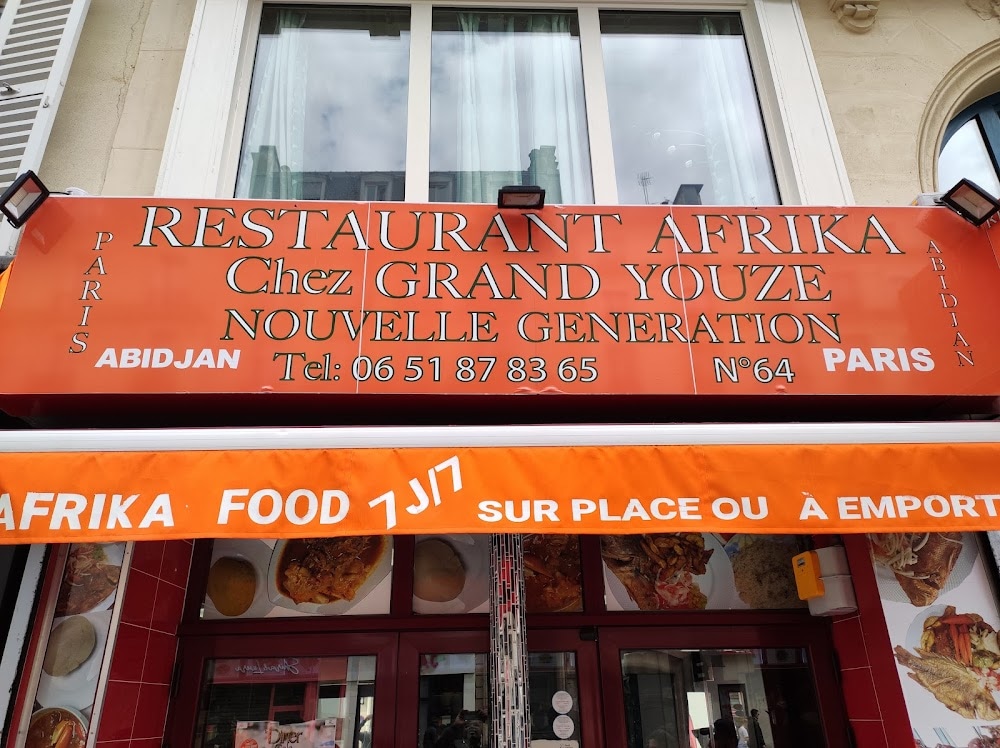 RESTAURANT AFRIKA
Chez GRAND YOUZE
NOUVELLE GENERATION
Tel: 06 51 87 83 65 N°64
PARIS
ABIDJAN
PARIS
ABIDJAN
AFRIKA FOOD 7J/7 SUR PLACE OU À EMPORT